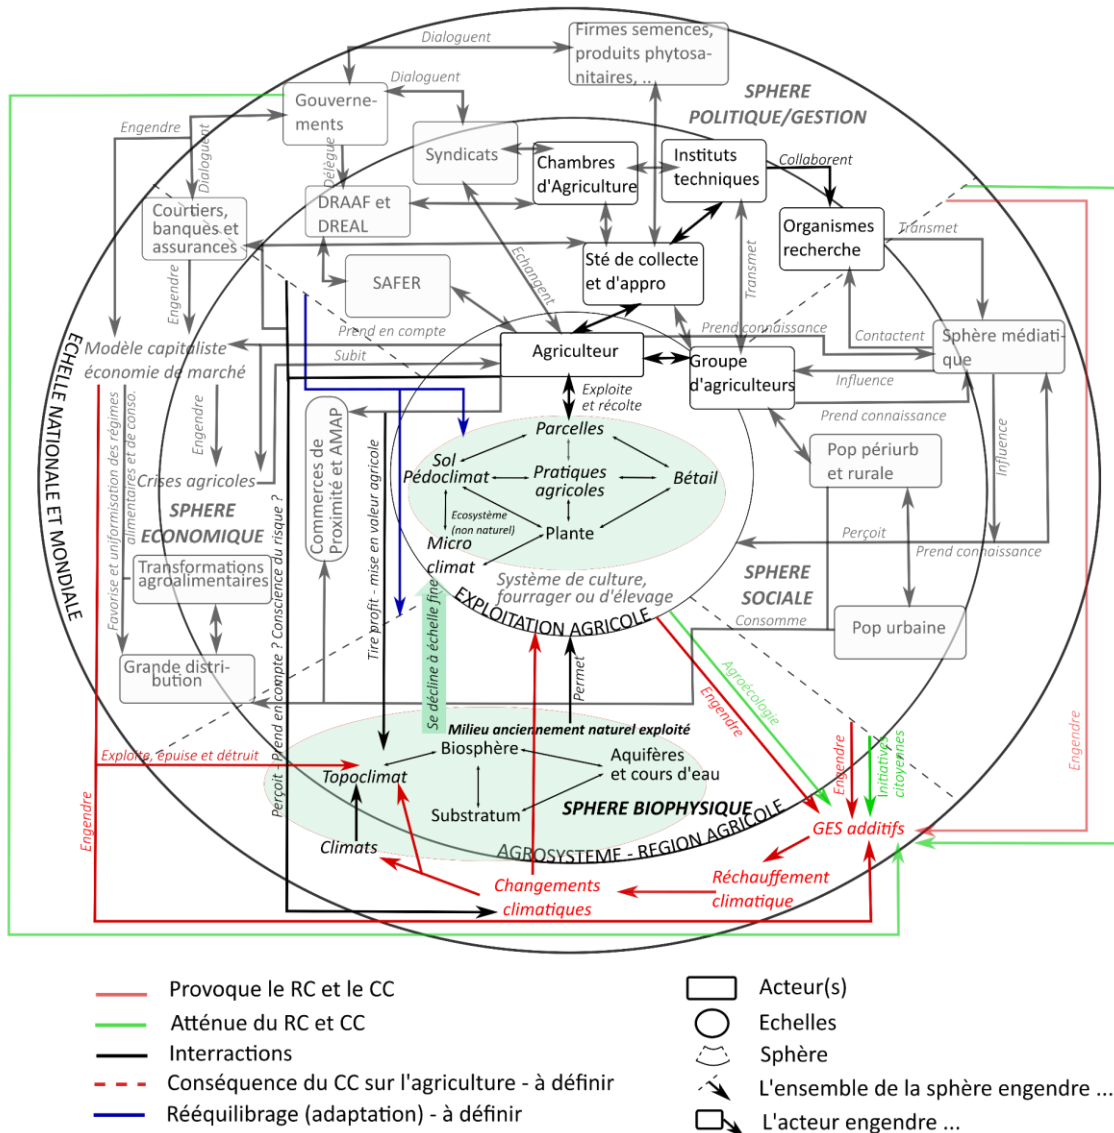 Firmes semences,
produits phytosa-
nitaires, ..
Dialoguent
SPHERE
POLITIQUE/GESTION
Dialoguent
Gouverne-
ments
Engendre
Dialoguent
Délègue
Syndicats
Chambres
d'Agriculture
Instituts
techniques
Collaborent
Courtiers,
banques et
assurances
DRAAF et
DREAL
Organismes
recherche
Transmet
Echangent
Sté de collecte
et d'appro
Transmet
SAFER
Engendre
Prend en compte
Prend connaissance
Contactent
Sphère médiati-
que
ECHELLE NATIONALE ET MONDIALE
Modèle capitaliste
économie de marché
Subit
Agriculteur
Groupe
d'agriculteurs
Influence
Exploite
et récolte
Prend connaissance
Favorise et uniformisation des régimes
alimentaires et de conso.
Engendre
Commerces de
Proximité et AMAP
Parcelles
Sol
Pédoclimat
Pratiques
agricoles
Bétail
Pop périurb
et rurale
Influence
Crises agricoles
SPHERE
ECONOMIQUE
Ecosystème
(non naturel)
Plante
Micro
climat
Perçoit
Prend connaissance
Transformations
agroalimentaires
Système de culture,
fourrager ou d'élevage
EXPLOITATION AGRICOLE
SPHERE
SOCIALE
Consomme
Pop urbaine
Grande distri-
bution
Tire profit - mise en valeur agricole
Perçoit - Prend en compte ? Conscience du risque ?
Se décline à échelle fine
Permet
Engendre
Agroécologie
Milieu anciennement naturel exploité
Biosphère
Aquifères
et cours d'eau
Exploite, épuise et détruit
Topoclimat
Substratum
SPHERE BIOPHYSIQUE
Climats
AGROSYSTEME - REGION AGRICOLE
Engendre
Engendre
Initiatives
citoyennes
Engendre
GES additifs
Réchauffement
climatique
Changements
climatiques
Provoque le RC et le CC
Atténue du RC et CC
Interractions
Conséquence du CC sur l'agriculture - à définir
Rééquilibrage (adaptation) - à définir
Acteur(s)
Echelles
Sphère
L'ensemble de la sphère engendre ...
L'acteur engendre ...